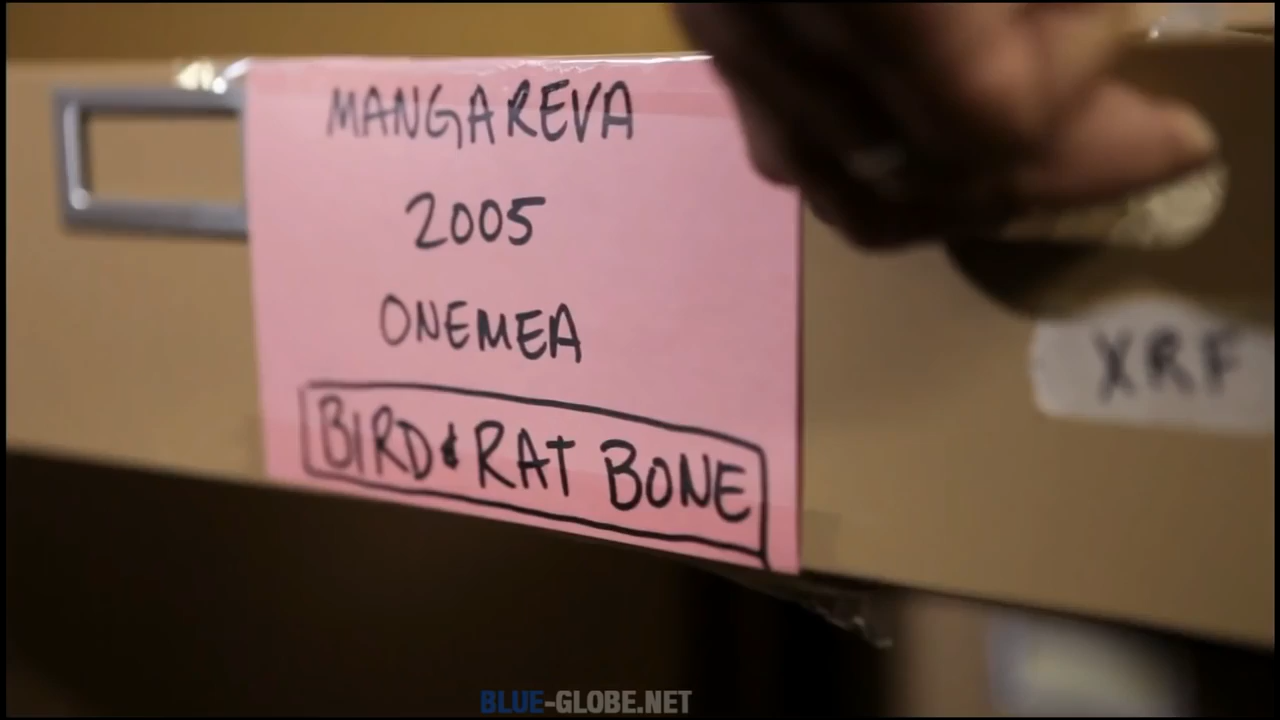 MANGAREVA
2005
ONEMEA
BIRD & RAT BONE
XRF
BLUE-GLOBE.NET